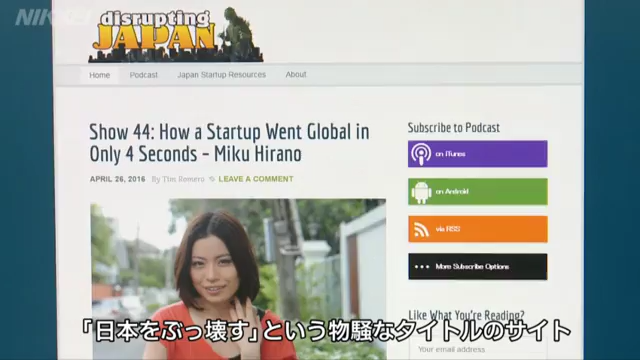 NIKKEI
disrupting
JAPAN
Home Podcast Japan Startup Resources About
Show 44: How a Startup Went Global in
Only 4 Seconds – Miku Hirano
APRIL 26, 2016 By Tim Romero LEAVE A COMMENT
Subscribe to Podcast
on iTunes
on Android
via RSS
More Subscribe Options
Like What You're Reading?
Your email address
「日本をぶっ壊す」という物騒なタイトルのサイト